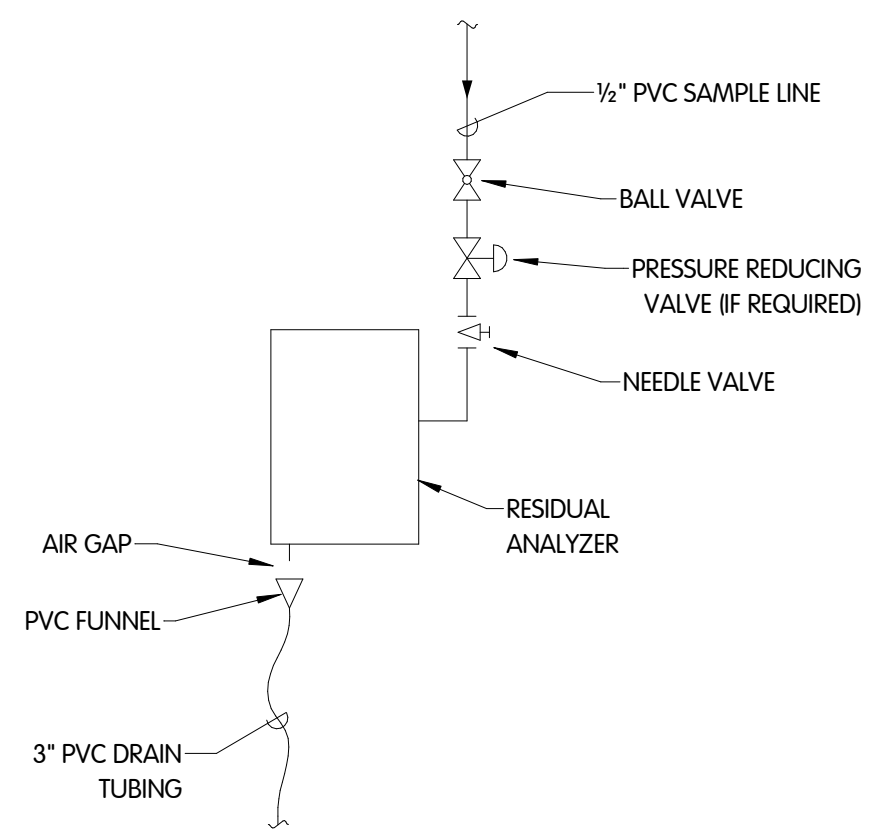 ½" PVC SAMPLE LINE
BALL VALVE
PRESSURE REDUCING
VALVE (IF REQUIRED)
NEEDLE VALVE
RESIDUAL
ANALYZER
AIR GAP
PVC FUNNEL
3" PVC DRAIN
TUBING